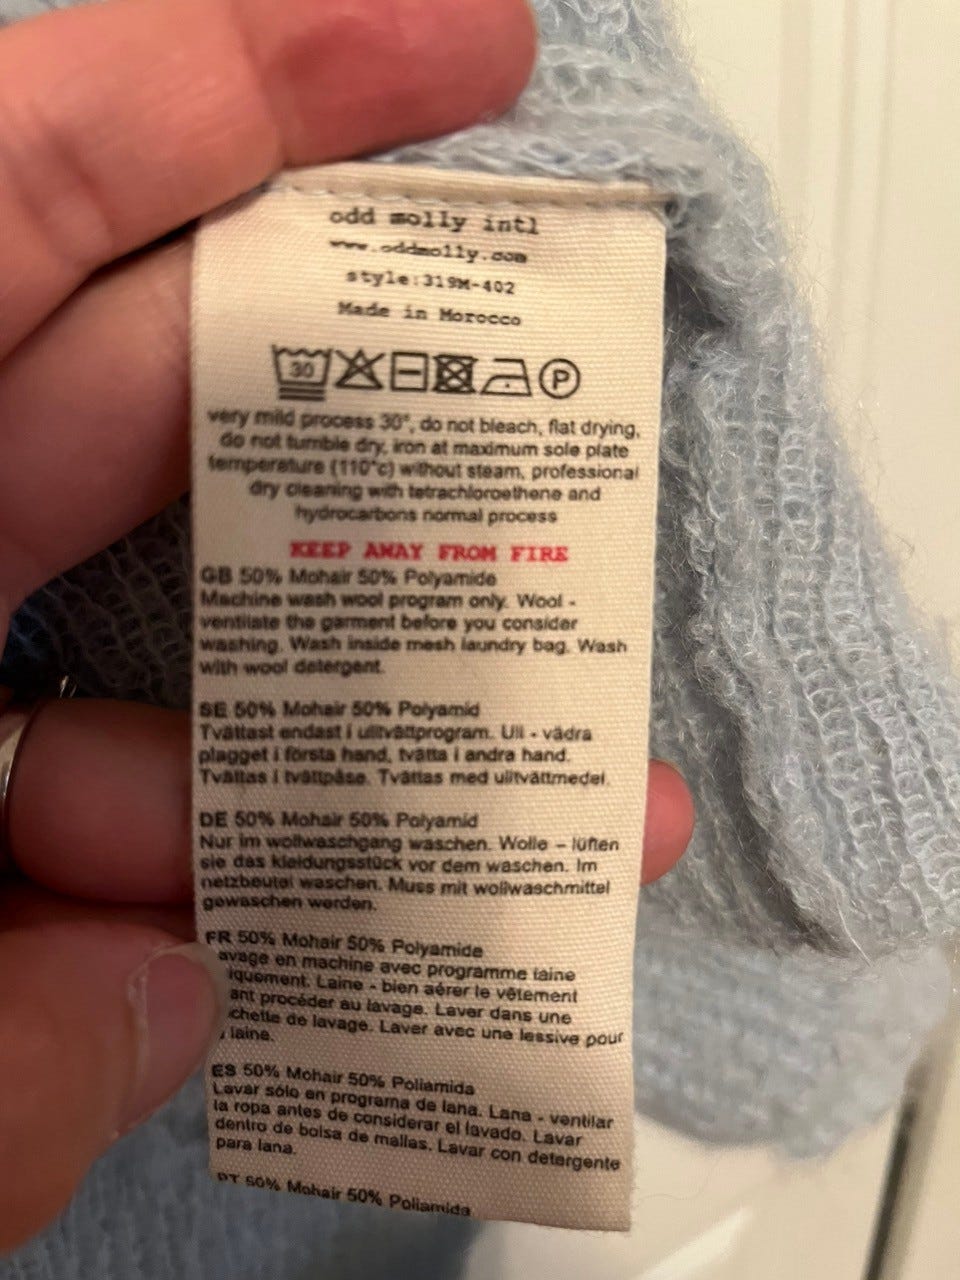 odd molly intl
www.oddmolly.com
style:319M-402
Made in Morocco
30 P
very mild process 30°, do not bleach, flat drying,
do not tumble dry, iron at maximum sole plate
temperature (110°c) without steam, professional
dry cleaning with tetrachloroethene and
hydrocarbons normal process
KEEP AWAY FROM FIRE
GB 50% Mohair 50% Polyamide
Machine wash wool program only. Wool -
ventilate the garment before you consider
washing. Wash inside mesh laundry bag. Wash
with wool detergent.
SE 50% Mohair 50% Polyamid
Tvättast endast i ulltvättprogram. Ull - vädra
plagget i första hand, tvätta i andra hand.
Tvättas i tvättpåse. Tvättas med ulltvättmedel.
DE 50% Mohair 50% Polyamid
Nur im wollwaschgang waschen. Wolle – lüften
sie das kleidungsstück vor dem waschen. Im
netzbeutel waschen. Muss mit wollwaschmittel
gewaschen werden.
FR 50% Mohair 50% Polyamide
avage en machine avec programme laine
iquement. Laine - bien aérer le vêtement
ant procéder au lavage. Laver dans une
chette de lavage. Laver avec une lessive pour
laine.
ES 50% Mohair 50% Poliamida
Lavar sólo en programa de lana. Lana - ventilar
la ropa antes de considerar el lavado. Lavar
dentro de bolsa de mallas. Lavar con detergente
para lana.
PT 50% Mohair 50% Poliamida